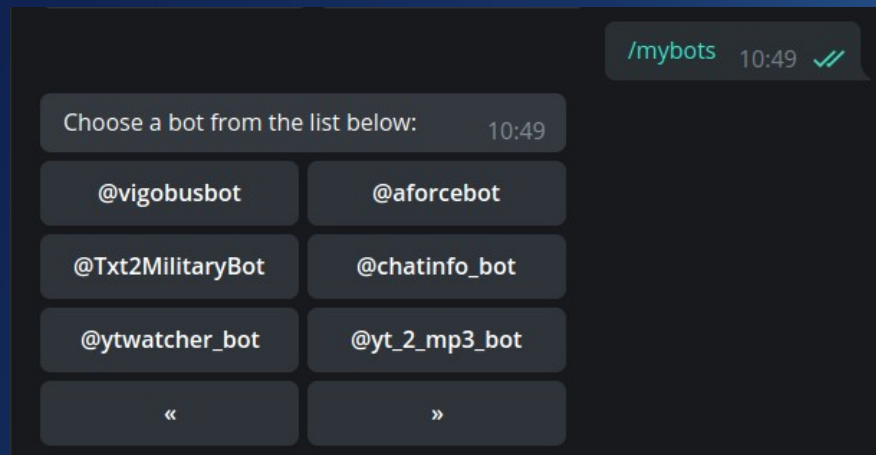 /mybots 10:49
Choose a bot from the list below: 10:49
@vigobusbot @aforcebot
@Txt2MilitaryBot @chatinfo_bot
@ytwatcher_bot @yt_2_mp3_bot
« »